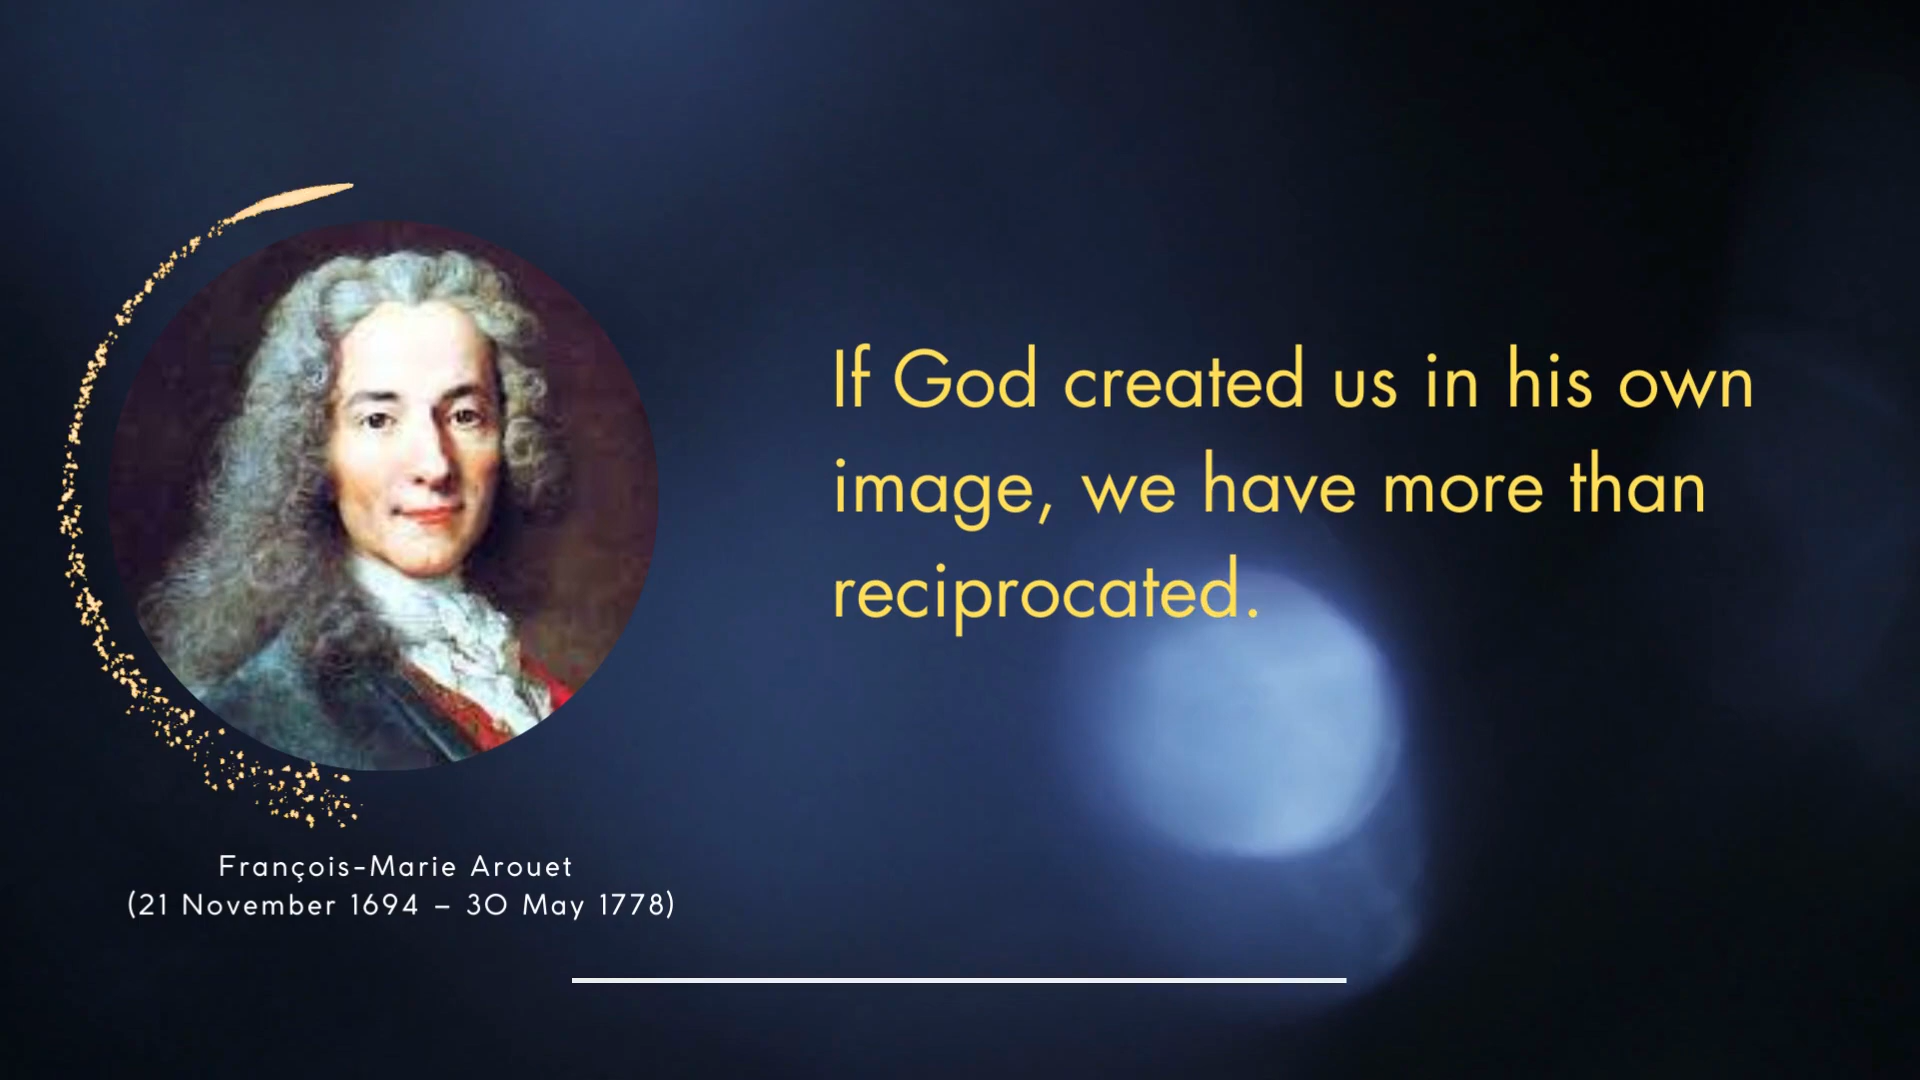 If God created us in his own
image, we have more than
reciprocated.
François-Marie Arouet
(21 November 1694 – 30 May 1778)